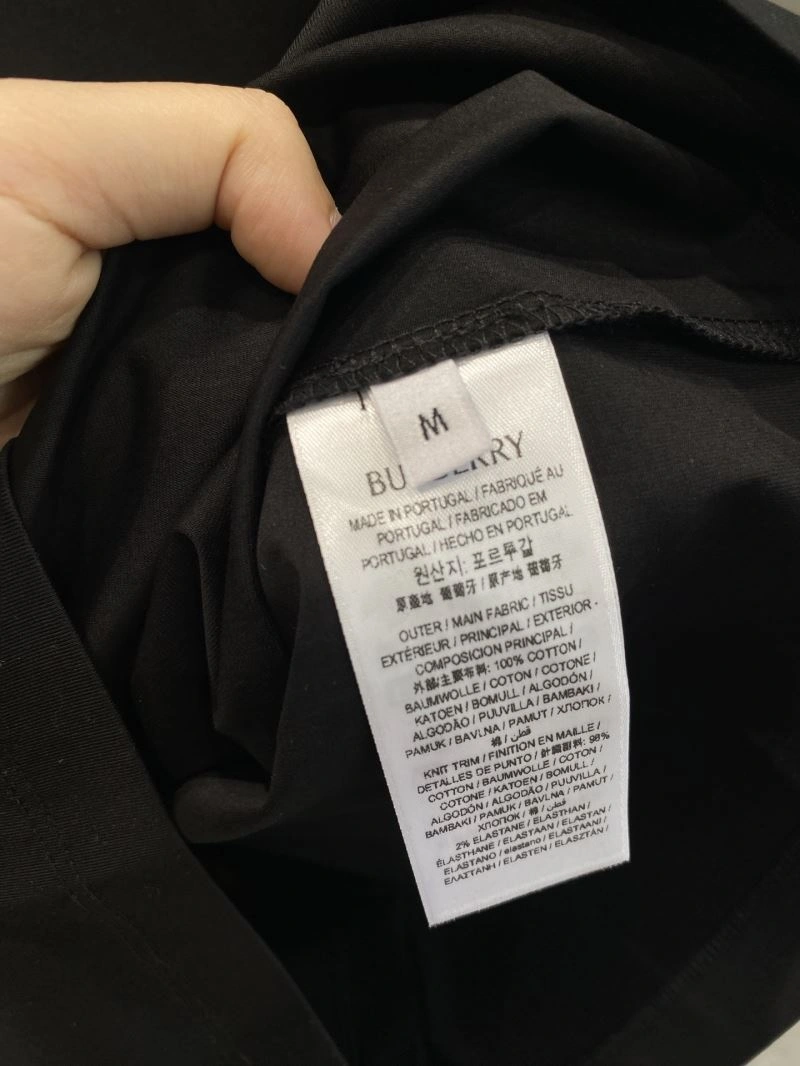 M
BU RRY
MADE IN PORTUGAL / FABRIQUÉ AU
PORTUGAL / FABRICADO EM
PORTUGAL / HECHO EN PORTUGAL
원산지: 포르투갈
原產地 葡萄牙 / 原产地 葡萄牙
OUTER / MAIN FABRIC / TISSU
EXTÉRIEUR / PRINCIPAL / EXTERIOR -
COMPOSICION PRINCIPAL /
外部/主要布料: 100% COTTON /
BAUMWOLLE / COTON / COTONE /
KATOEN / BOMULL / ALGODÓN /
ALGODÃO / PUUVILLA / BAMBAKI /
PAMUK / BAVLNA / PAMUT / ХЛОПОК /
棉 / قطن
KNIT TRIM / FINITION EN MAILLE /
DETALLES DE PUNTO / 針織副料: 98%
COTTON / BAUMWOLLE / COTON /
COTONE / KATOEN / BOMULL /
ALGODÓN / ALGODÃO / PUUVILLA /
BAMBAKI / PAMUK / BAVLNA / PAMUT /
ХЛОПОК / 棉 / قطن
2% ELASTANE / ELASTHAN /
ÉLASTHANNE / ELASTAAN / ELASTAN /
ELASTANO / elastano / ELASTAANI /
ΕΛΑΣΤΑΝΗ / ELASTEN / ELASZTÁN /